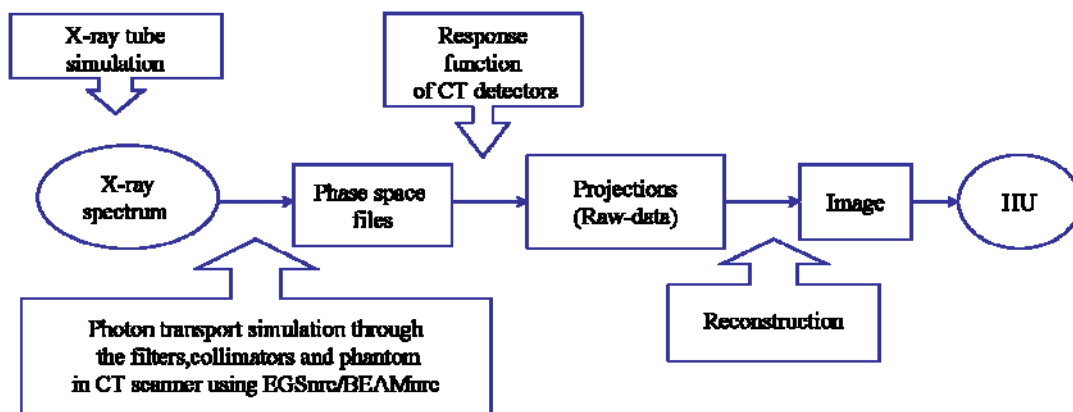 X-ray tube
simulation
Response
function
of CT detectors
X-ray
spectrum
Phase space
files
Projections
(Raw-data)
Image
HU
Photon transport simulation through
the filters,collimators and phantom
in CT scanner using EGSnrc/BEAMnrc
Reconstruction